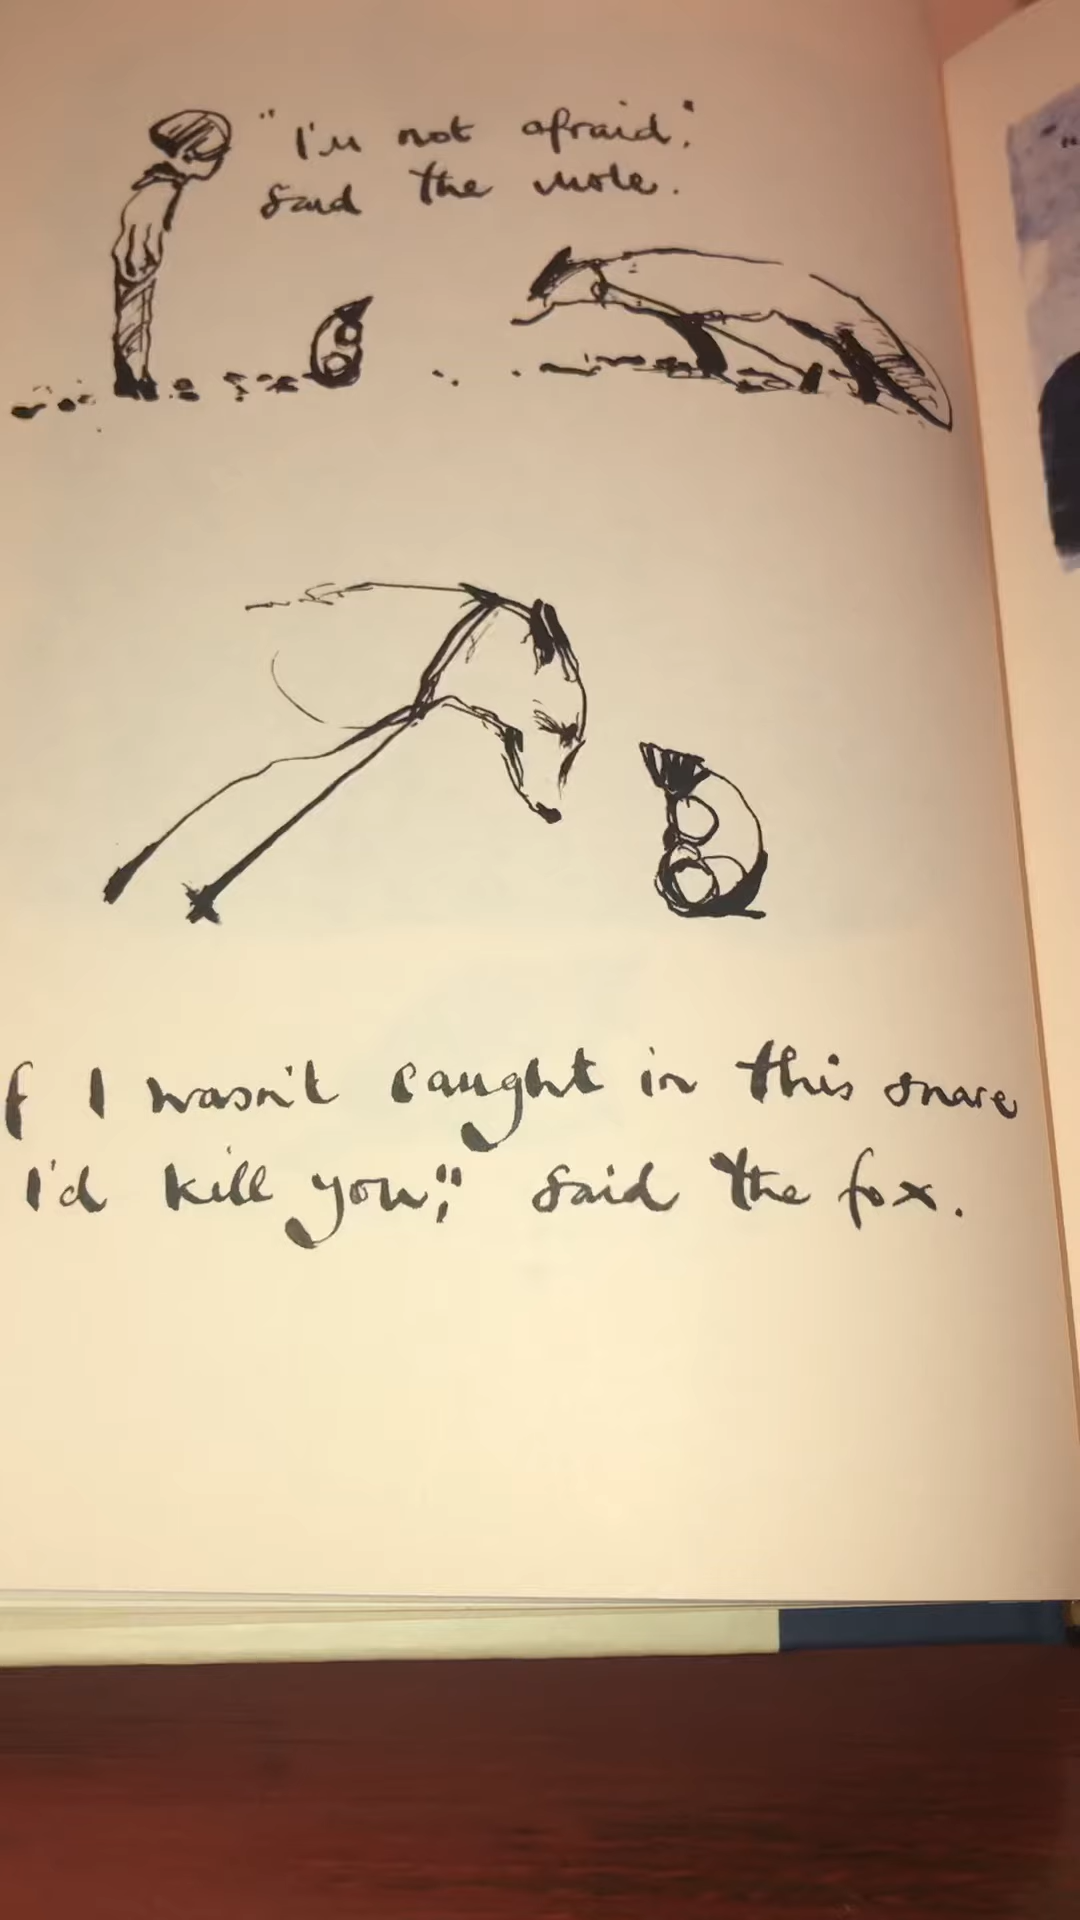 "I'm not afraid,"
said the mole.
f I wasn't caught in this snare
I'd kill you," said the fox.